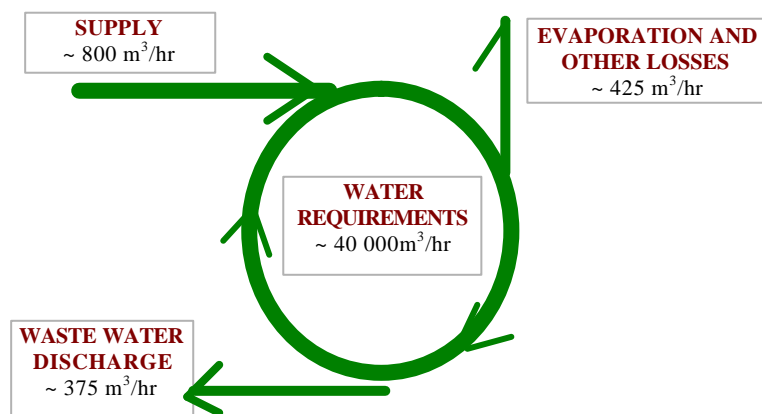 SUPPLY
~ 800 m³/hr
EVAPORATION AND
OTHER LOSSES
~ 425 m³/hr
WATER
REQUIREMENTS
~ 40 000m³/hr
WASTE WATER
DISCHARGE
~ 375 m³/hr